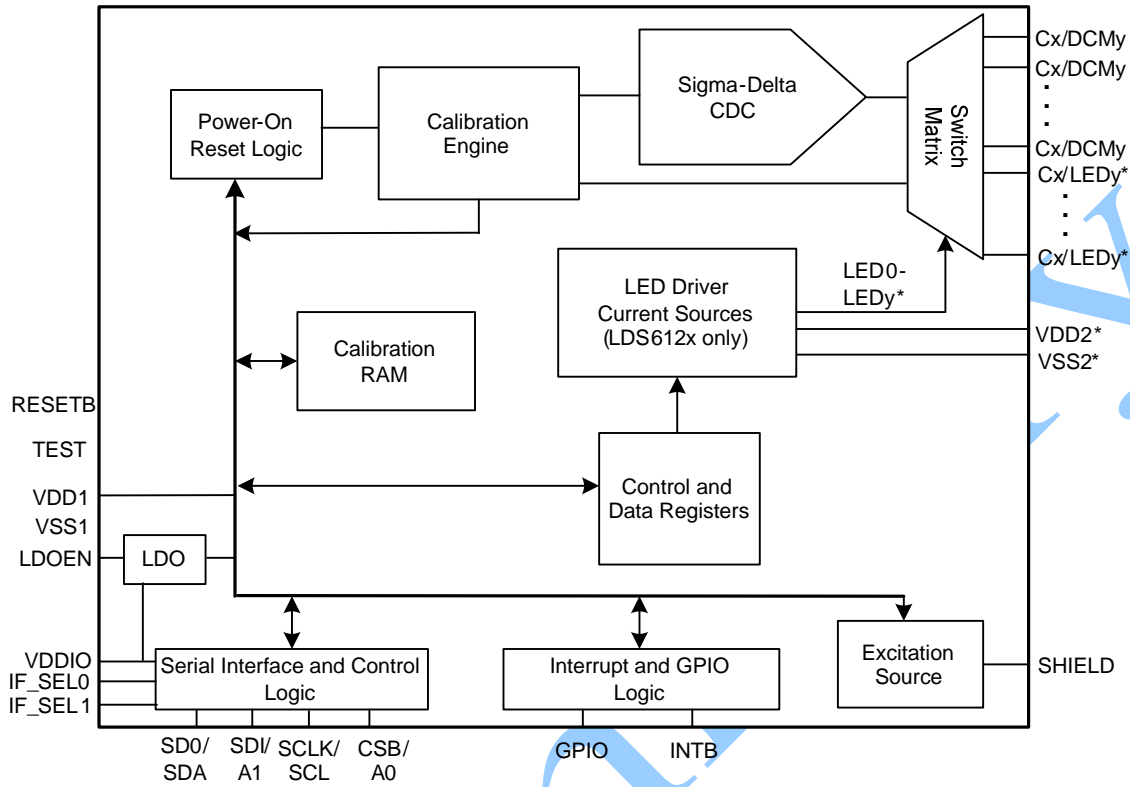 Cx/DCMy
Cx/DCMy
Cx/DCMy
Cx/LEDy*
Cx/LEDy*
Power-On
Reset Logic
Calibration
Engine
Sigma-Delta
CDC
Switch
Matrix
LED Driver
Current Sources
(LDS612x only)
LED0-
LEDy*
VDD2*
VSS2*
Calibration
RAM
RESETB
TEST
VDD1
VSS1
LDOEN
LDO
Control and
Data Registers
VDDIO
IF_SEL0
IF_SEL1
Serial Interface and Control
Logic
Interrupt and GPIO
Logic
Excitation
Source
SHIELD
SD0/
SDA
SDI/
A1
SCLK/
SCL
CSB/
A0
GPIO
INTB